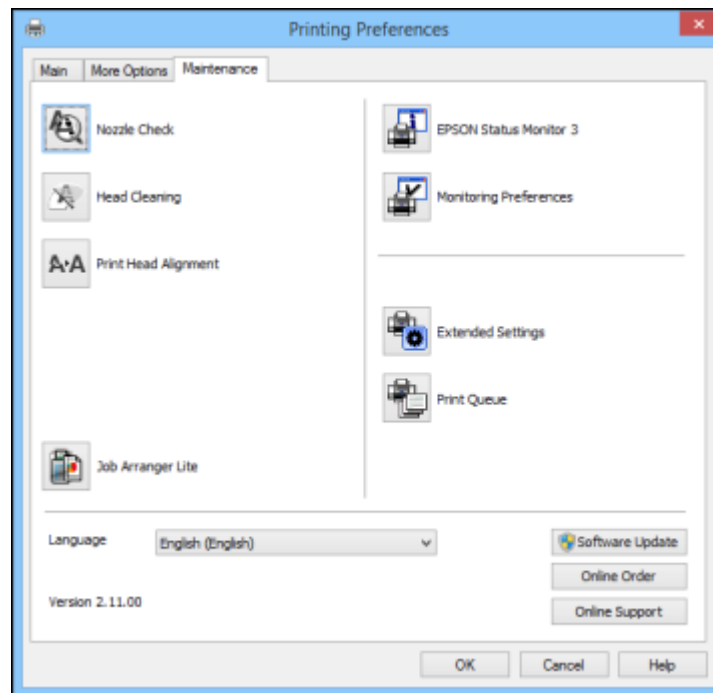 Printing Preferences
Main
More Options
Maintenance
Nozzle Check
Head Cleaning
Print Head Alignment
Job Arranger Lite
EPSON Status Monitor 3
Monitoring Preferences
Extended Settings
Print Queue
Language
English (English)
Software Update
Online Order
Version 2.11.00
Online Support
OK
Cancel
Help